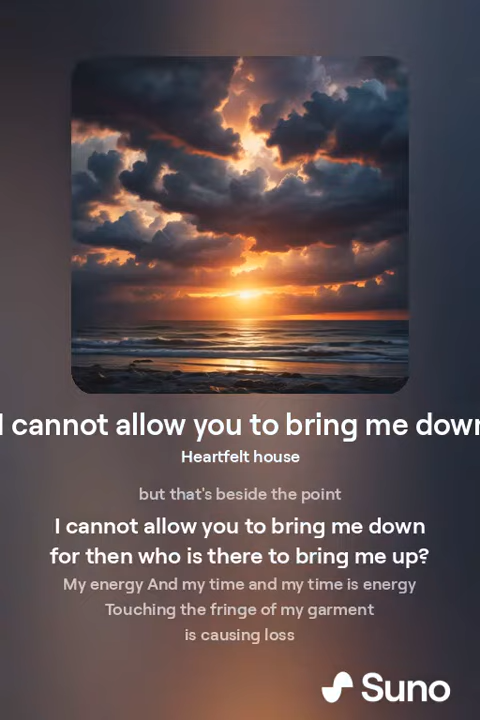 I cannot allow you to bring me down
Heartfelt house
but that's beside the point
I cannot allow you to bring me down
for then who is there to bring me up?
My energy And my time and my time is energy
Touching the fringe of my garment
is causing loss
Suno